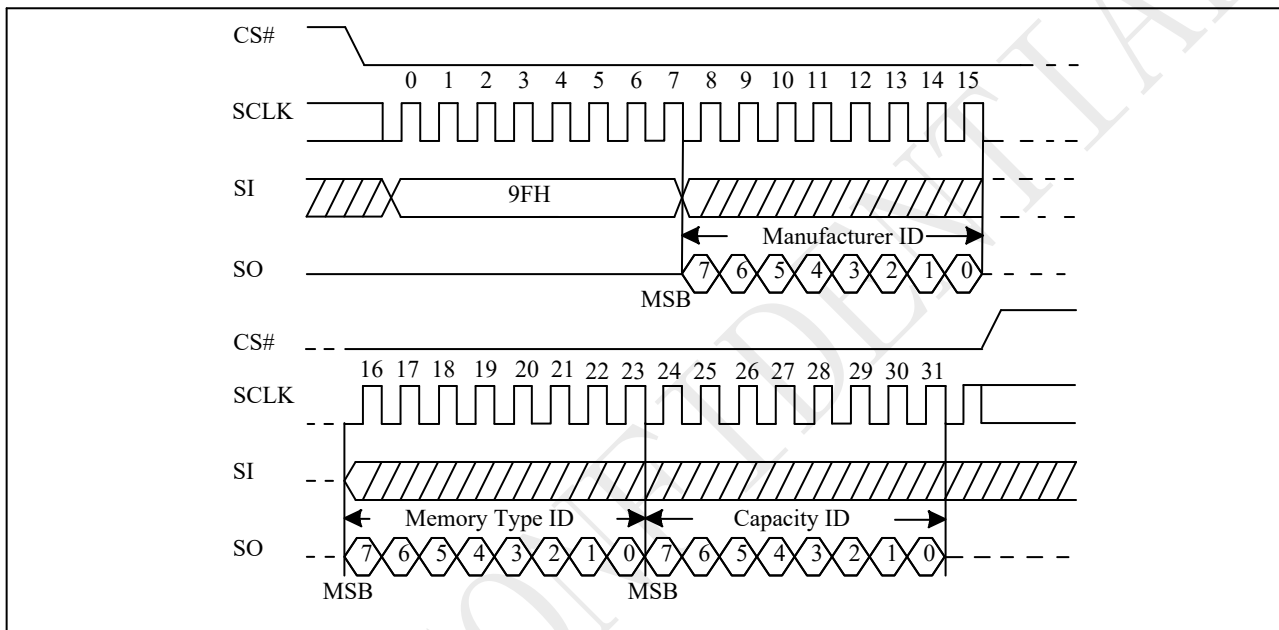 CS#
0 1 2 3 4 5 6 7 8 9 10 11 12 13 14 15
SCLK
SI 9FH
Manufacturer ID
SO 7 6 5 4 3 2 1 0
MSB
CS#
16 17 18 19 20 21 22 23 24 25 26 27 28 29 30 31
SCLK
SI
Memory Type ID Capacity ID
SO 7 6 5 4 3 2 1 0 7 6 5 4 3 2 1 0
MSB MSB